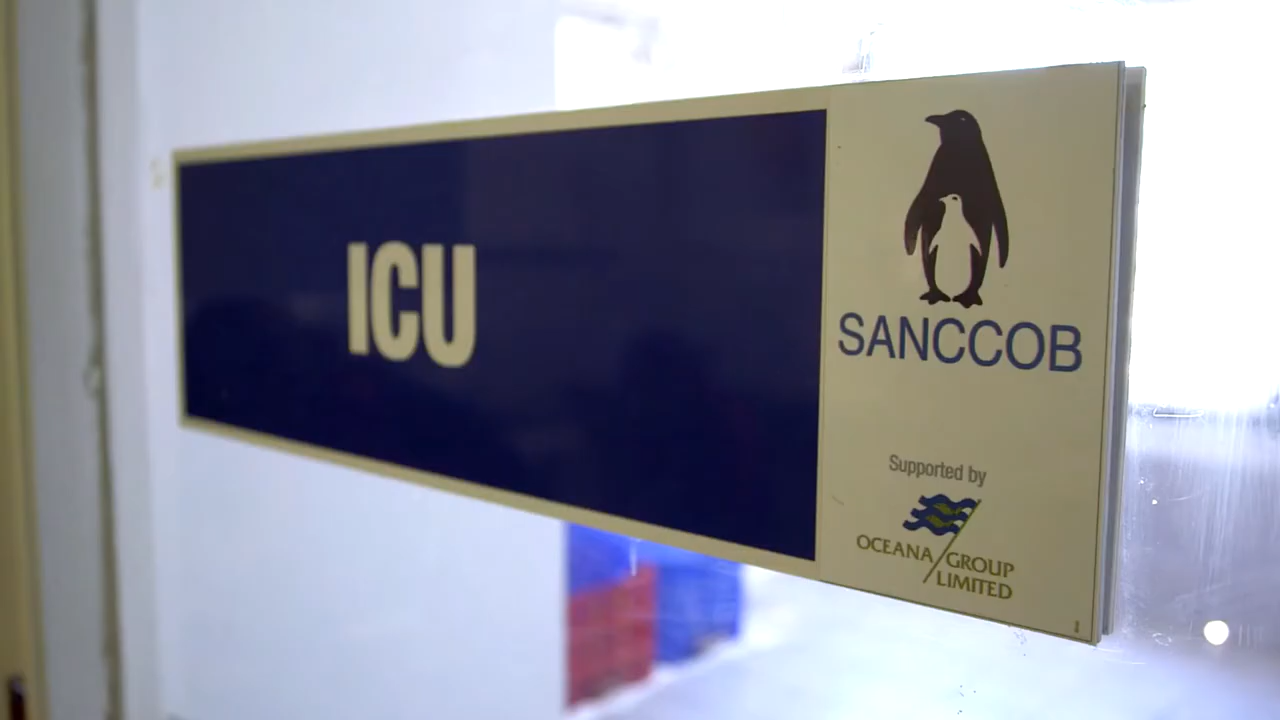 ICU
SANCCOB
Supported by
OCEANA GROUP
LIMITED